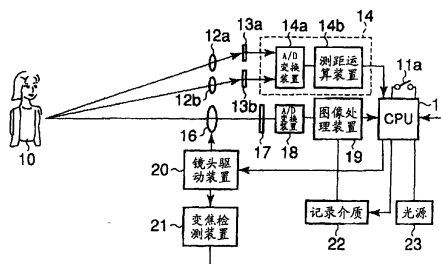 13a
14a
14b
14
12a
11a
A/D
变换
装置
测距运
算装置
12b
13b
1
CPU
16
A/D
变换
装置
图像处
理装置
10
17
18
19
20
镜头驱
动装置
21
变焦检
测装置
记录介质
22
光源
23